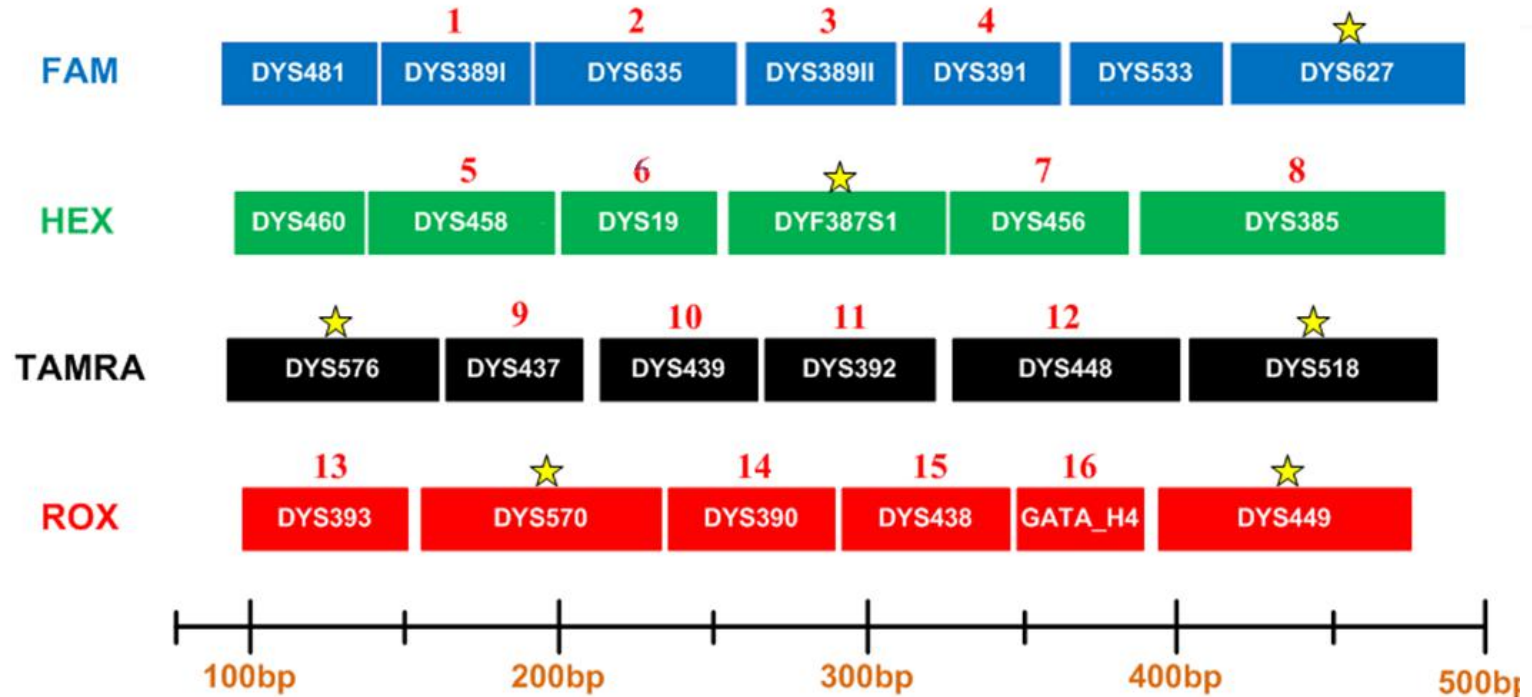 1 2 3 4
FAM DYS481 DYS389I DYS635 DYS389II DYS391 DYS533 DYS627
5 6 7 8
HEX DYS460 DYS458 DYS19 DYF387S1 DYS456 DYS385
9 10 11 12
TAMRA DYS576 DYS437 DYS439 DYS392 DYS448 DYS518
13 14 15 16
ROX DYS393 DYS570 DYS390 DYS438 GATA_H4 DYS449
100bp 200bp 300bp 400bp 500bp